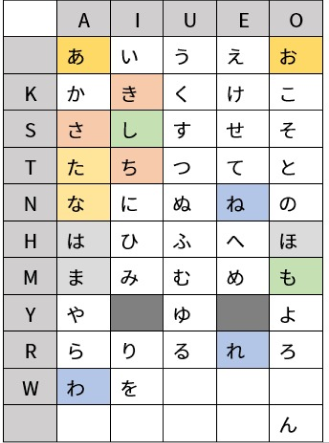 A I U E O
あ い う え お
K か き く け こ
S さ し す せ そ
T た ち つ て と
N な に ぬ ね の
H は ひ ふ へ ほ
M ま み む め も
Y や ゆ よ
R ら り る れ ろ
W わ を
ん